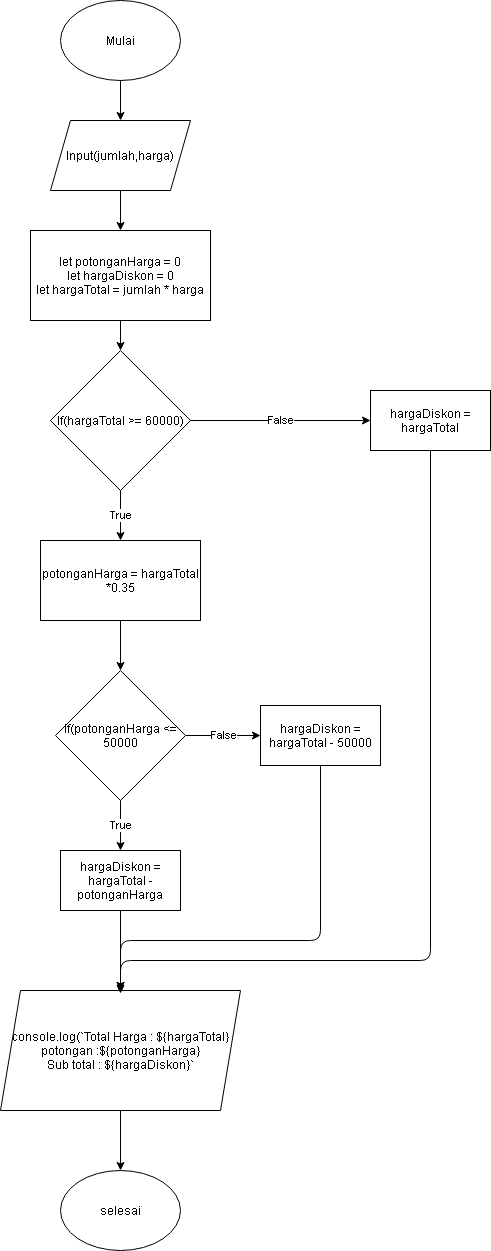 Mulai
Input(jumlah,harga)
let potonganHarga = 0
let hargaDiskon = 0
let hargaTotal = jumlah * harga
If(hargaTotal >= 60000)
False
hargaDiskon =
hargaTotal
True
potonganHarga = hargaTotal
*0.35
If(potonganHarga <=
50000
False
hargaDiskon =
hargaTotal - 50000
True
hargaDiskon =
hargaTotal -
potonganHarga
console.log(`Total Harga : ${hargaTotal}
potongan :${potonganHarga}
Sub total : ${hargaDiskon}`
selesai